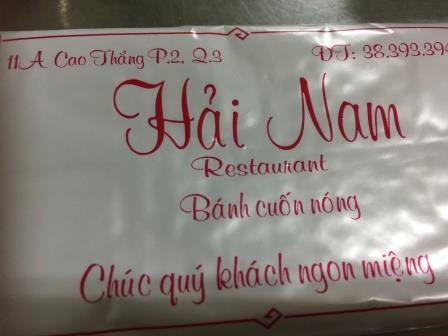 11A Cao Thắng P.2, Q.3 ĐT: 38.393.394
Hải Nam
Restaurant
Bánh cuốn nóng
Chúc quý khách ngon miệng